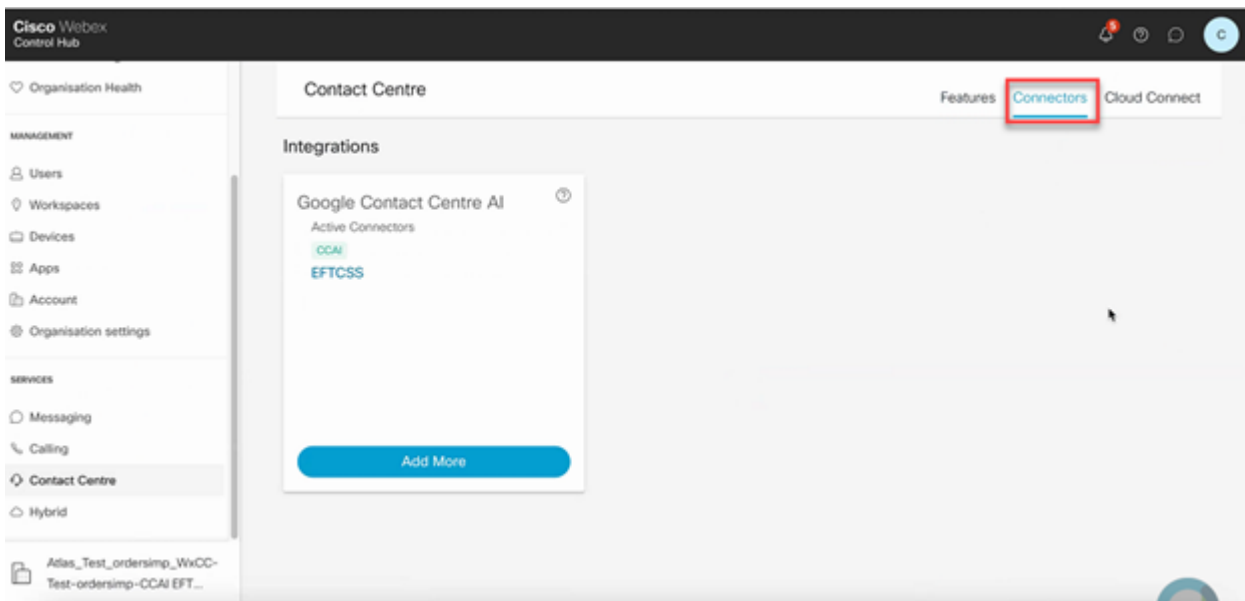 Cisco Webex
Control Hub
5
C
Organisation Health
MANAGEMENT
Users
Workspaces
Devices
Apps
Account
Organisation settings
SERVICES
Messaging
Calling
Contact Centre
Hybrid
Atlas_Test_ordersimp_WxCC-
Test-ordersimp-CCAI EFT...
Contact Centre
Features Connectors Cloud Connect
Integrations
Google Contact Centre AI
Active Connectors
CCAI
EFTCSS
Add More